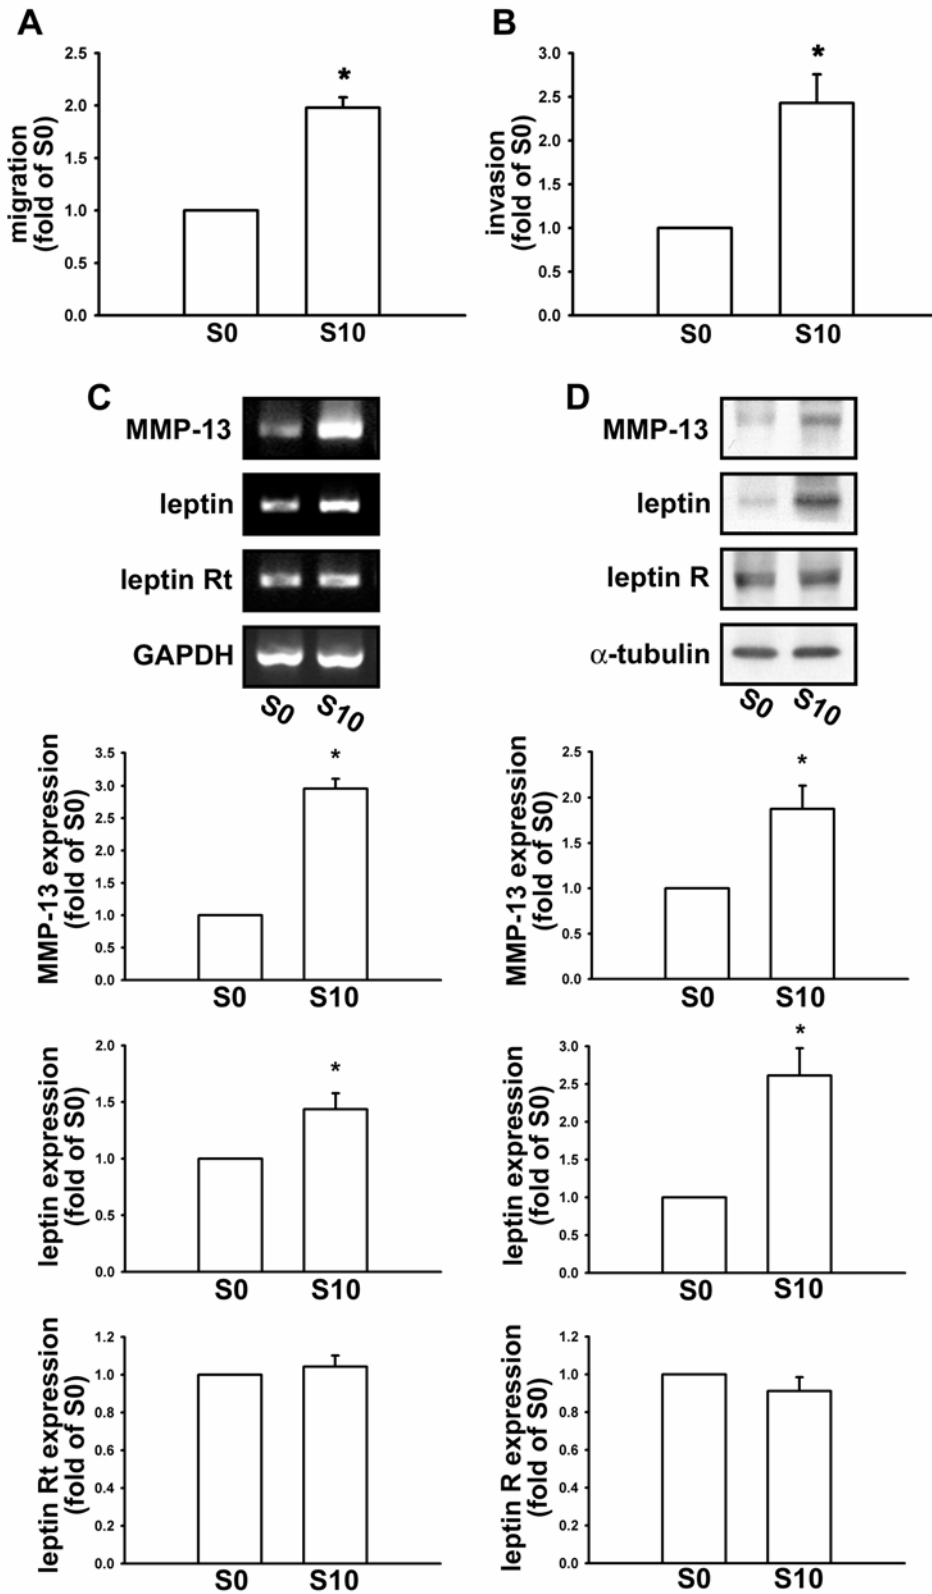 A
migration
(fold of S0)
2.5
2.0
1.5
1.0
0.5
0.0
*
S0 S10
B
invasion
(fold of S0)
3.0
2.5
2.0
1.5
1.0
0.5
0.0
*
S0 S10
C
MMP-13
leptin
leptin Rt
GAPDH
S0 S10
D
MMP-13
leptin
leptin R
α-tubulin
S0 S10
MMP-13 expression
(fold of S0)
3.5
3.0
2.5
2.0
1.5
1.0
0.5
0.0
*
S0 S10
MMP-13 expression
(fold of S0)
2.5
2.0
1.5
1.0
0.5
0.0
*
S0 S10
leptin expression
(fold of S0)
2.0
1.5
1.0
0.5
0.0
*
S0 S10
leptin expression
(fold of S0)
3.0
2.5
2.0
1.5
1.0
0.5
0.0
*
S0 S10
leptin Rt expression
(fold of S0)
1.2
1.0
0.8
0.6
0.4
0.2
0.0
S0 S10
leptin R expression
(fold of S0)
1.2
1.0
0.8
0.6
0.4
0.2
0.0
S0 S10